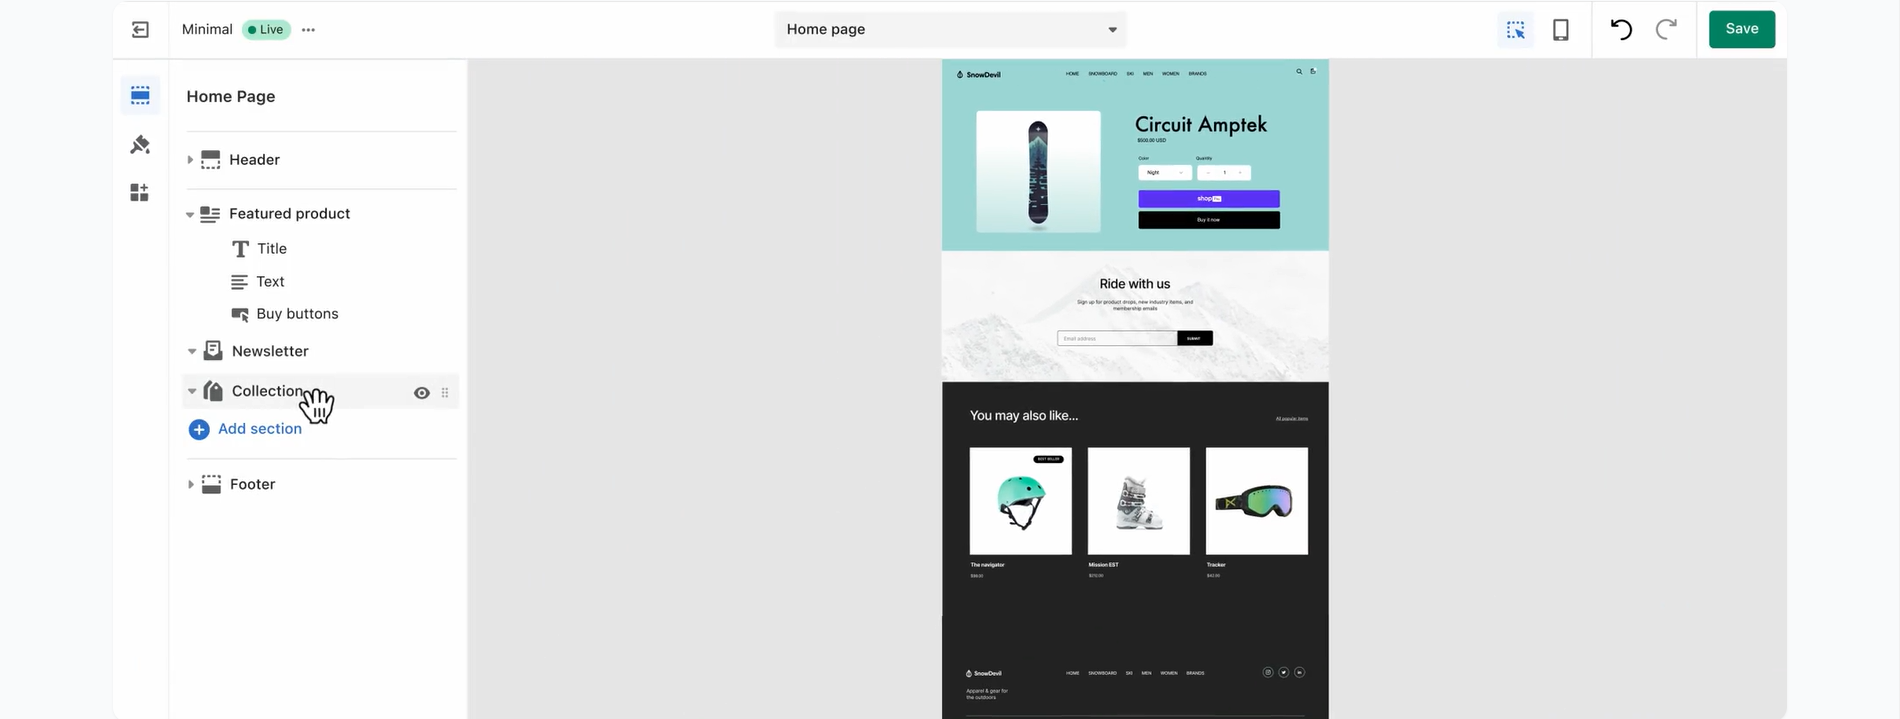 Minimal Live
Home page
Save
Home Page
Header
Featured product
Title
Text
Buy buttons
Newsletter
Collection
Add section
Footer
SnowDevil
HOME SNOWBOARD SKI MEN WOMEN BRANDS
Circuit Amptek
$500.00 USD
Color Quantity
Night 1
shop Pay
Buy it now
Ride with us
Sign up for product drops, new industry items, and
membership emails
Email address SUBMIT
You may also like...
All popular items
BEST SELLER
The navigator
Mission EST
Tracker
SnowDevil
HOME SNOWBOARD SKI MEN WOMEN BRANDS
Apparel & gear for
the outdoors